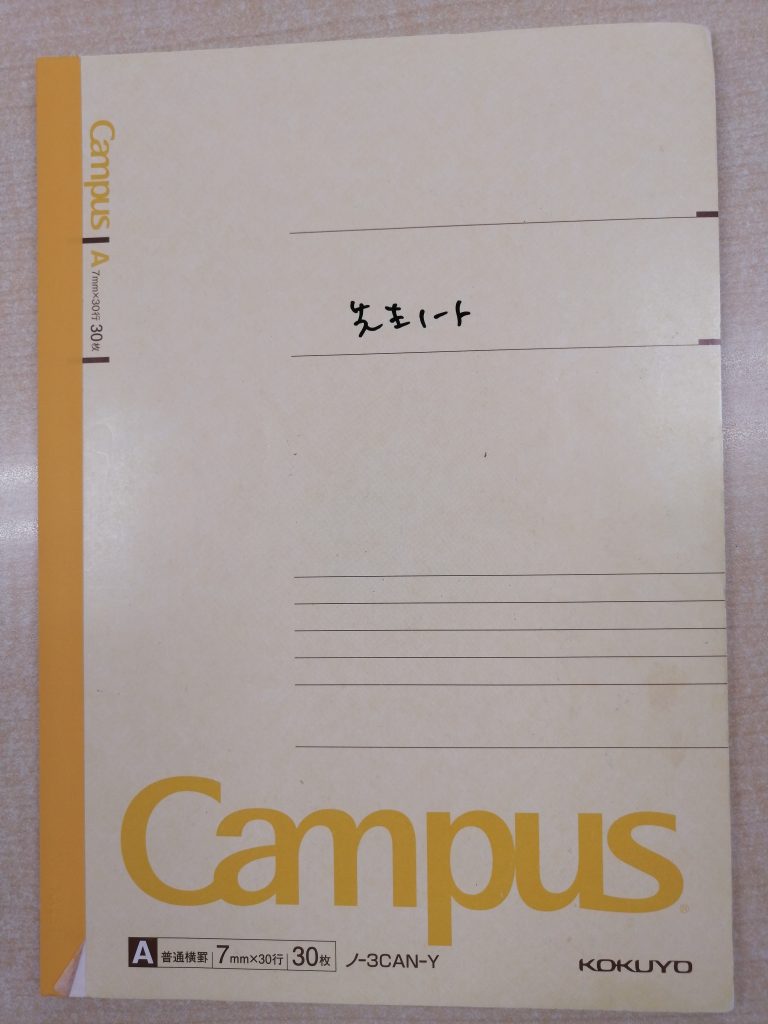 Campus
A 7mm×30行 30枚
先生ノート
Campus
A 普通横罫 7mm×30行 30枚 ノ-3CAN-Y
KOKUYO